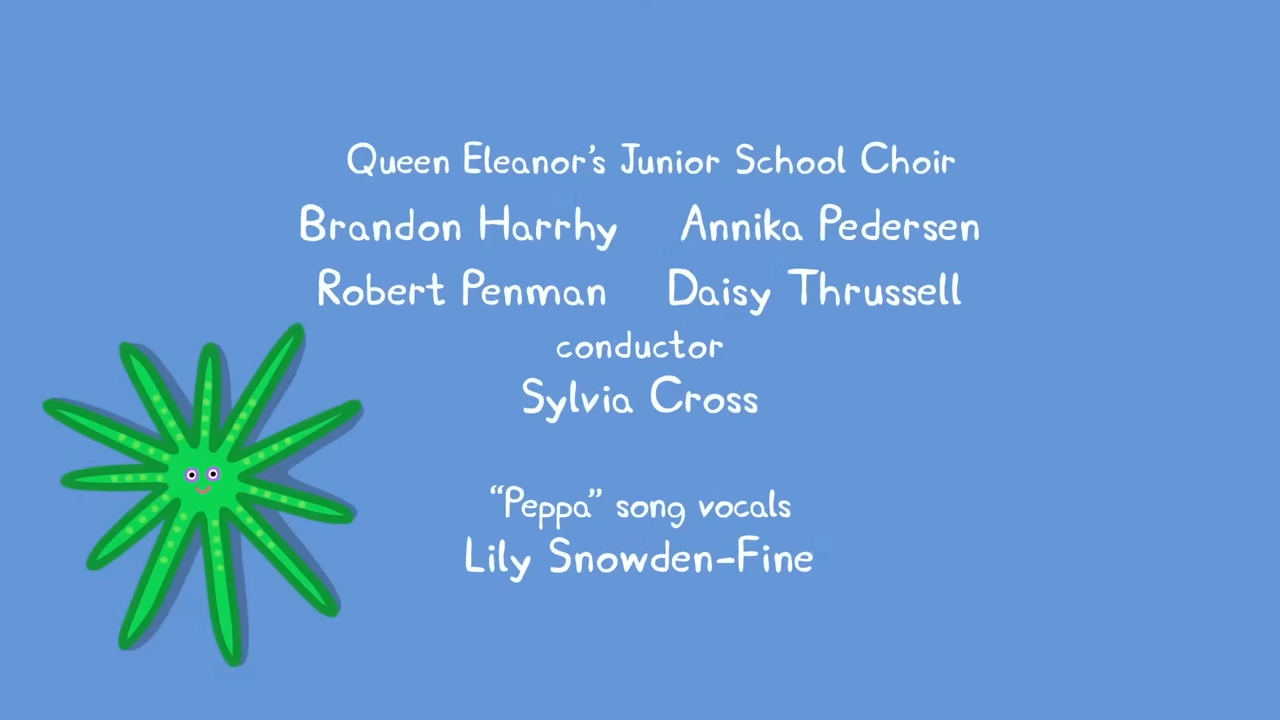 Queen Eleanor's Junior School Choir
Brandon Harrhy Annika Pedersen
Robert Penman Daisy Thrussell
conductor
Sylvia Cross
“Peppa” song vocals
Lily Snowden-Fine